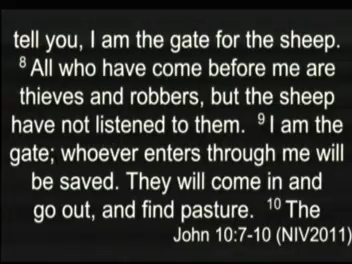 tell you, I am the gate for the sheep.
8 All who have come before me are
thieves and robbers, but the sheep
have not listened to them. 9 I am the
gate; whoever enters through me will
be saved. They will come in and
go out, and find pasture. 10 The
John 10:7-10 (NIV2011)